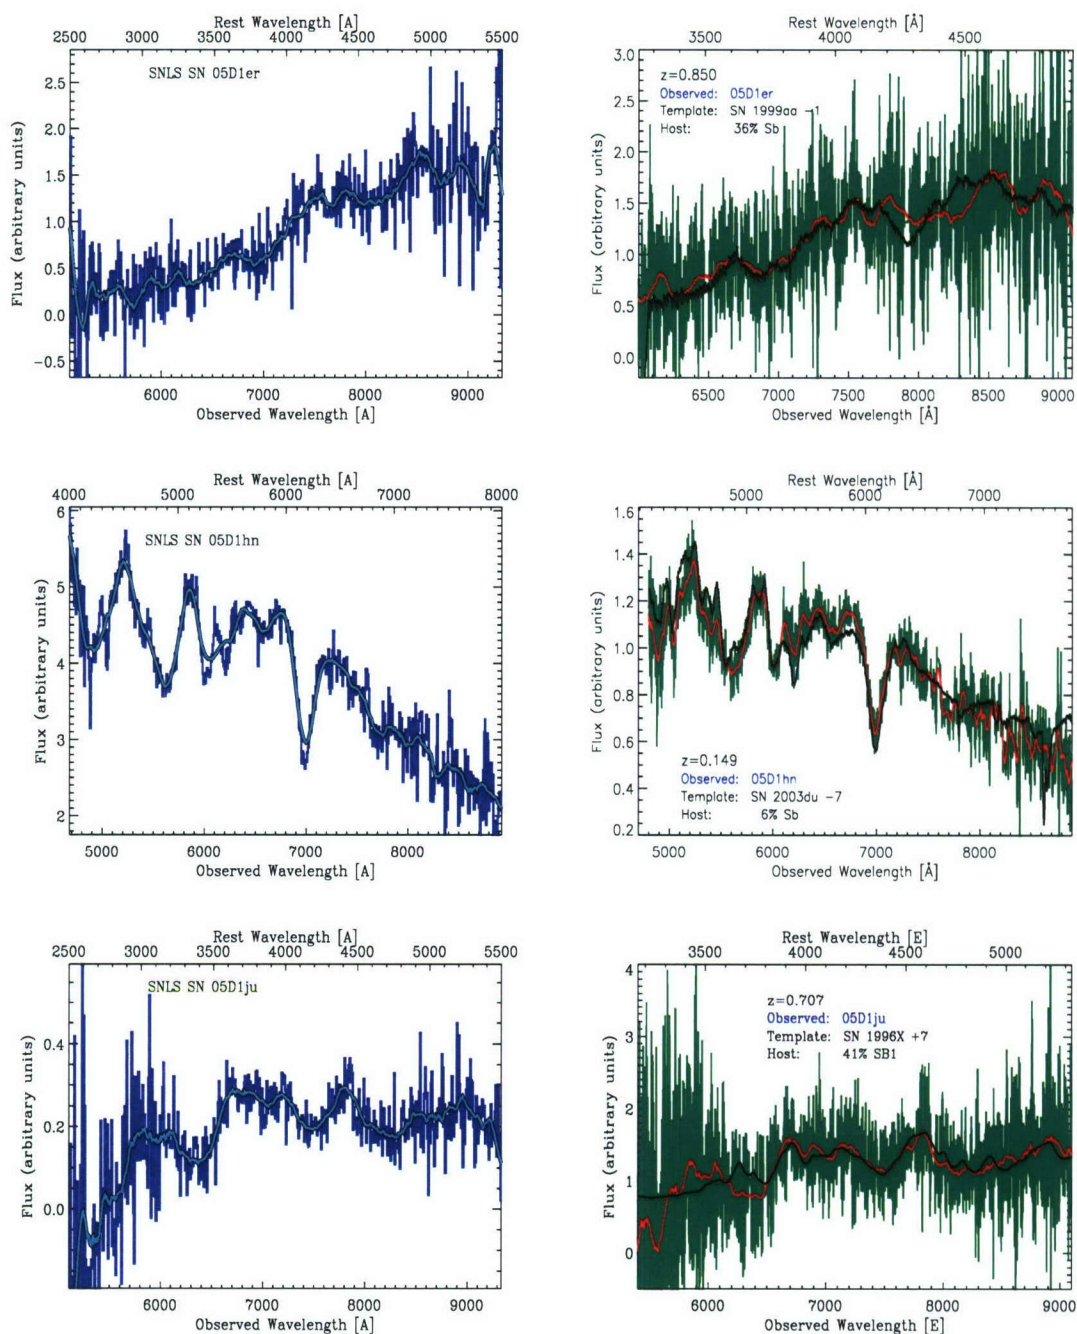 Rest Wavelength [A]
2500 3000 3500 4000 4500 5000 5500
SNLS SN 05D1er
2.5
2.0
1.5
1.0
0.5
0.0
−0.5
Flux (arbitrary units)
6000 7000 8000 9000
Observed Wavelength [A]
Rest Wavelength [Å]
3500 4000 4500
z=0.850
Observed: 05D1er
Template: SN 1999aa −1
Host: 36% Sb
3.0
2.5
2.0
1.5
1.0
0.5
0.0
Flux (arbitrary units)
6500 7000 7500 8000 8500 9000
Observed Wavelength [Å]
Rest Wavelength [A]
4000 5000 6000 7000 8000
SNLS SN 05D1hn
6
5
4
3
2
Flux (arbitrary units)
5000 6000 7000 8000
Observed Wavelength [A]
Rest Wavelength [Å]
5000 6000 7000
1.6
1.4
1.2
1.0
0.8
0.6
0.4
0.2
Flux (arbitrary units)
z=0.149
Observed: 05D1hn
Template: SN 2003du −7
Host: 6% Sb
5000 6000 7000 8000
Observed Wavelength [Å]
Rest Wavelength [A]
2500 3000 3500 4000 4500 5000 5500
SNLS SN 05D1ju
0.4
0.2
0.0
Flux (arbitrary units)
6000 7000 8000 9000
Observed Wavelength [A]
Rest Wavelength [E]
3500 4000 4500 5000
z=0.707
Observed: 05D1ju
Template: SN 1996X +7
Host: 41% SB1
4
3
2
1
0
Flux (arbitrary units)
6000 7000 8000 9000
Observed Wavelength [E]